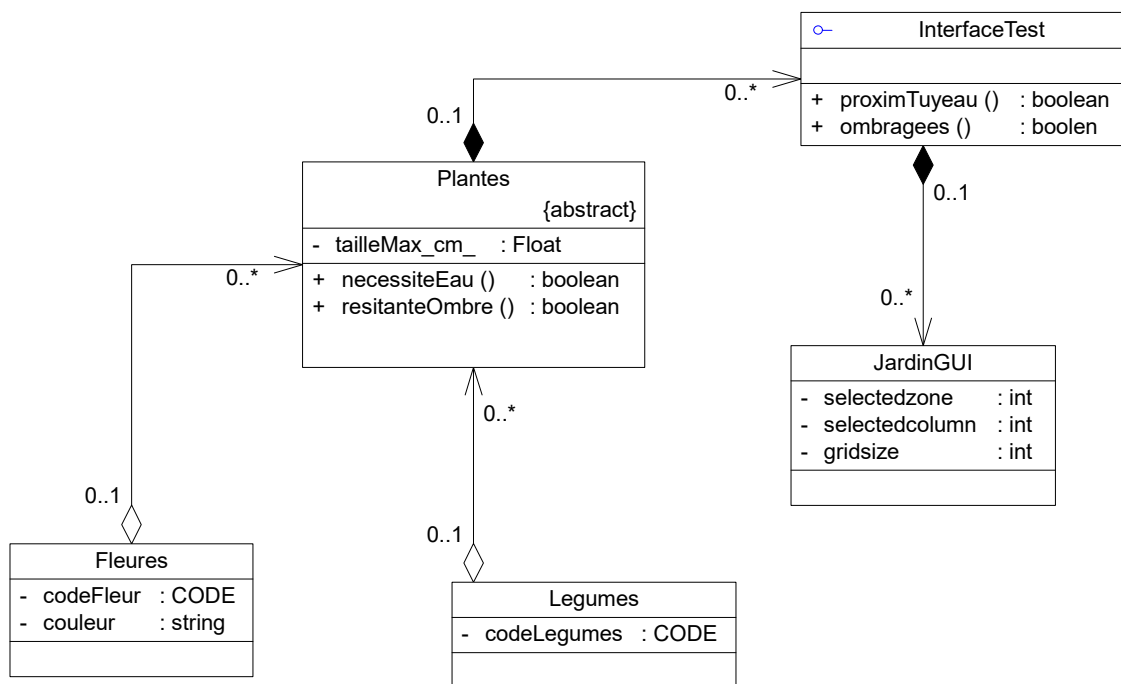 InterfaceTest
+ proximTuyeau () : boolean
+ ombragees () : boolen
0..*
0..1
0..1
Plantes
{abstract}
- tailleMax_cm_ : Float
+ necessiteEau () : boolean
+ resitanteOmbre () : boolean
0..*
0..*
JardinGUI
- selectedzone : int
- selectedcolumn : int
- gridsize : int
0..*
0..1
Fleures
- codeFleur : CODE
- couleur : string
0..1
Legumes
- codeLegumes : CODE